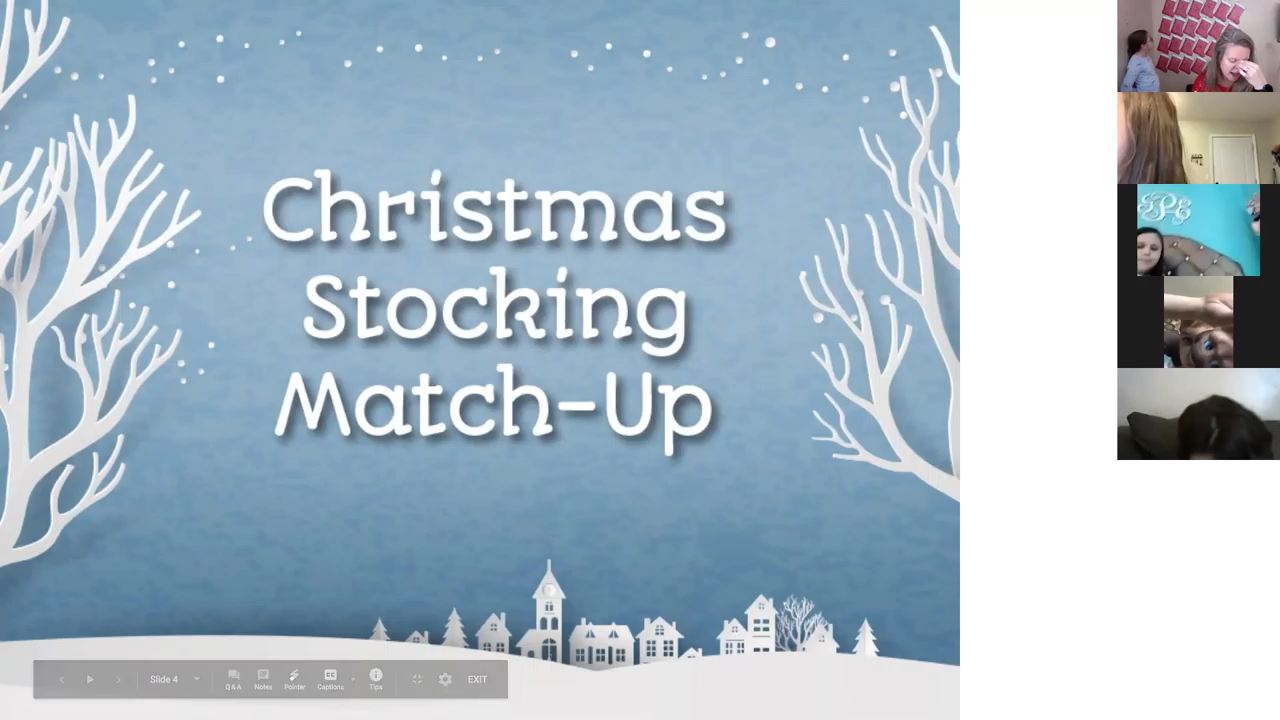 Christmas
Stocking
Match-Up
Slide 4
Q&A
Notes
Pointer
Captions
Tips
EXIT